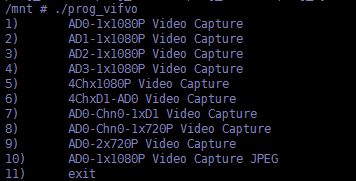 /mnt # ./prog_vifvo
1) AD0-1x1080P Video Capture
2) AD1-1x1080P Video Capture
3) AD2-1x1080P Video Capture
4) AD3-1x1080P Video Capture
5) 4Chx1080P Video Capture
6) 4ChxD1-AD0 Video Capture
7) AD0-Chn0-1xD1 Video Capture
8) AD0-Chn0-1x720P Video Capture
9) AD0-2x720P Video Capture
10) AD0-1x1080P Video Capture JPEG
11) exit